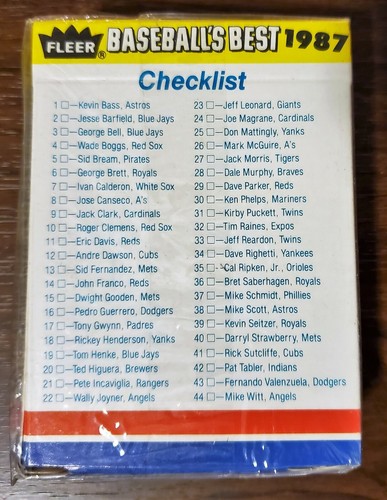 FLEER® BASEBALL'S BEST 1987
Checklist
1 □—Kevin Bass, Astros
2 □—Jesse Barfield, Blue Jays
3 □—George Bell, Blue Jays
4 □—Wade Boggs, Red Sox
5 □—Sid Bream, Pirates
6 □—George Brett, Royals
7 □—Ivan Calderon, White Sox
8 □—Jose Canseco, A's
9 □—Jack Clark, Cardinals
10 □—Roger Clemens, Red Sox
11 □—Eric Davis, Reds
12 □—Andre Dawson, Cubs
13 □—Sid Fernandez, Mets
14 □—John Franco, Reds
15 □—Dwight Gooden, Mets
16 □—Pedro Guerrero, Dodgers
17 □—Tony Gwynn, Padres
18 □—Rickey Henderson, Yanks
19 □—Tom Henke, Blue Jays
20 □—Ted Higuera, Brewers
21 □—Pete Incaviglia, Rangers
22 □—Wally Joyner, Angels
23 □—Jeff Leonard, Giants
24 □—Joe Magrane, Cardinals
25 □—Don Mattingly, Yanks
26 □—Mark McGuire, A's
27 □—Jack Morris, Tigers
28 □—Dale Murphy, Braves
29 □—Dave Parker, Reds
30 □—Ken Phelps, Mariners
31 □—Kirby Puckett, Twins
32 □—Tim Raines, Expos
33 □—Jeff Reardon, Twins
34 □—Dave Righetti, Yankees
35 □—Cal Ripken, Jr., Orioles
36 □—Bret Saberhagen, Royals
37 □—Mike Schmidt, Phillies
38 □—Mike Scott, Astros
39 □—Kevin Seitzer, Royals
40 □—Darryl Strawberry, Mets
41 □—Rick Sutcliffe, Cubs
42 □—Pat Tabler, Indians
43 □—Fernando Valenzuela, Dodgers
44 □—Mike Witt, Angels